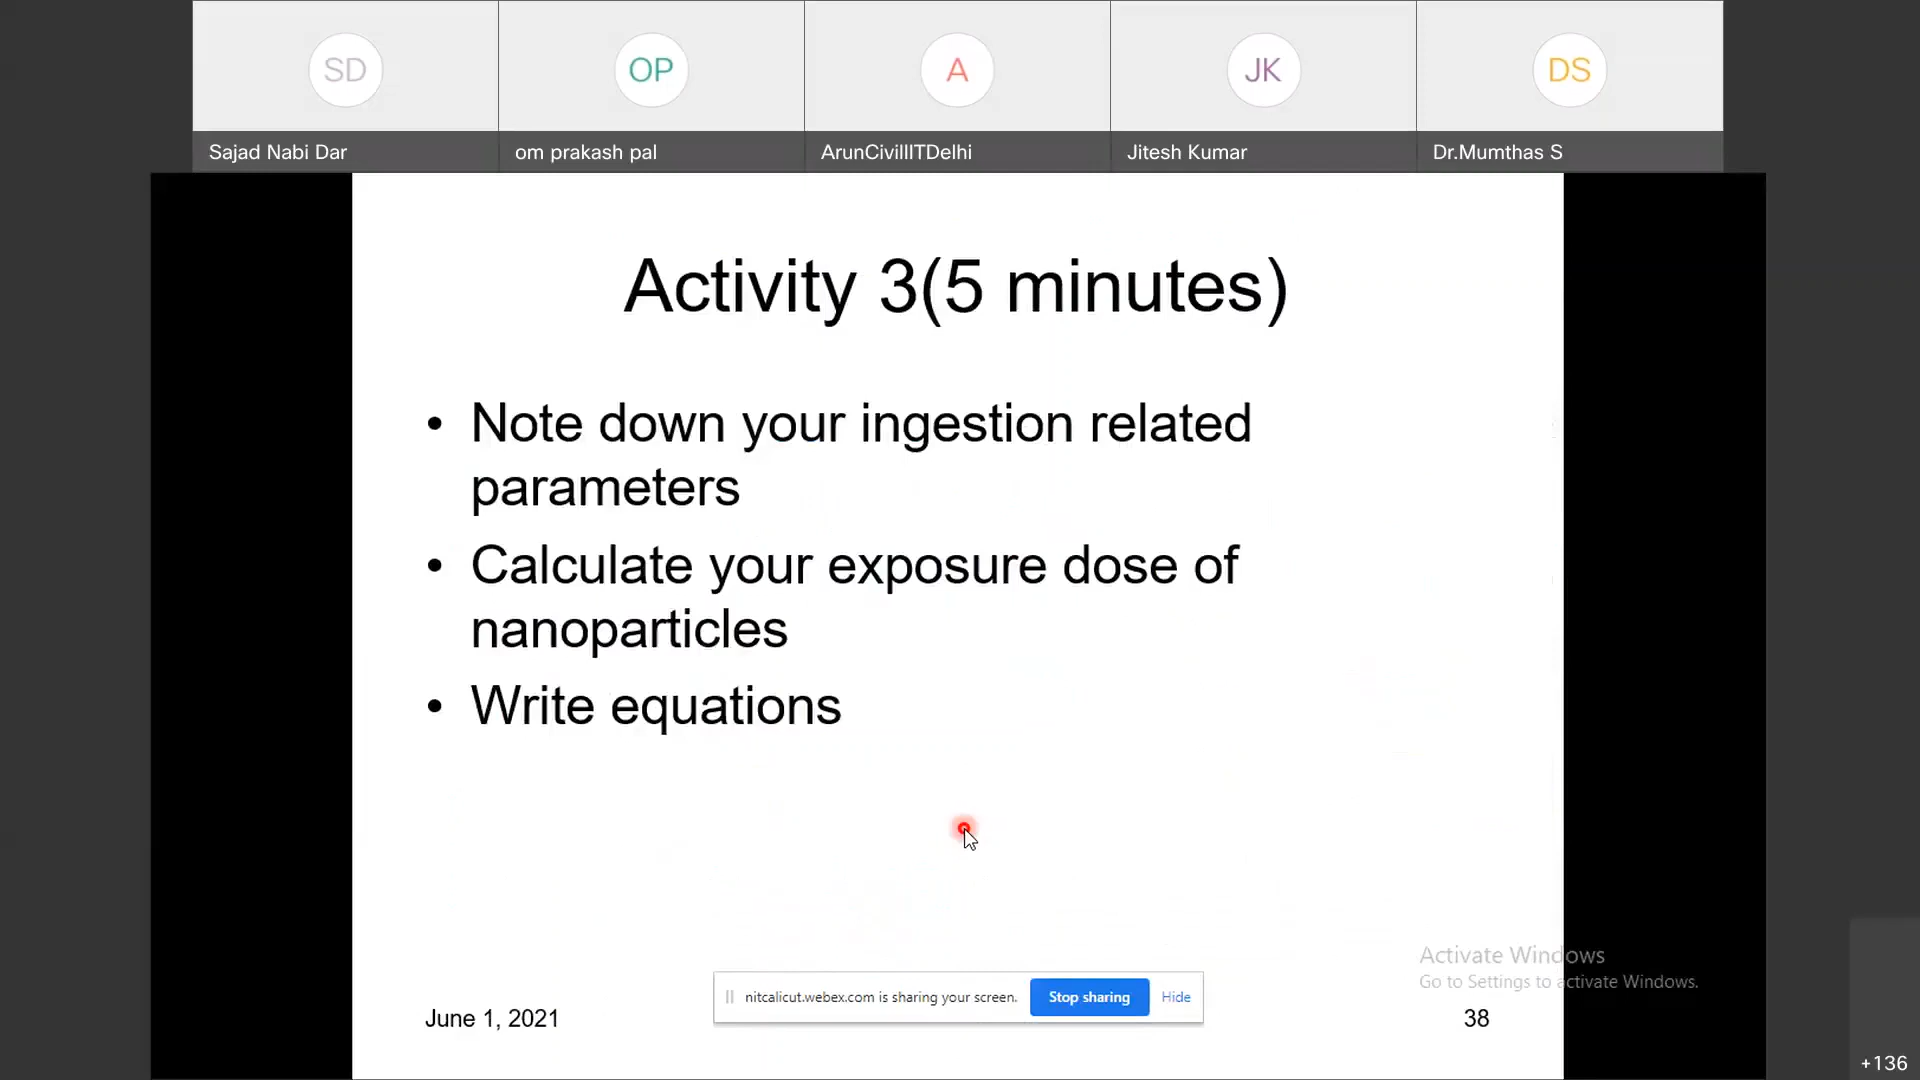 SD
OP
A
JK
DS
Sajad Nabi Dar
om prakash pal
ArunCivilIITDelhi
Jitesh Kumar
Dr.Mumthas S
Activity 3(5 minutes)
• Note down your ingestion related
parameters
• Calculate your exposure dose of
nanoparticles
• Write equations
Activate Windows
Go to Settings to activate Windows.
nitcalicut.webex.com is sharing your screen.
Stop sharing
Hide
June 1, 2021
38
+136